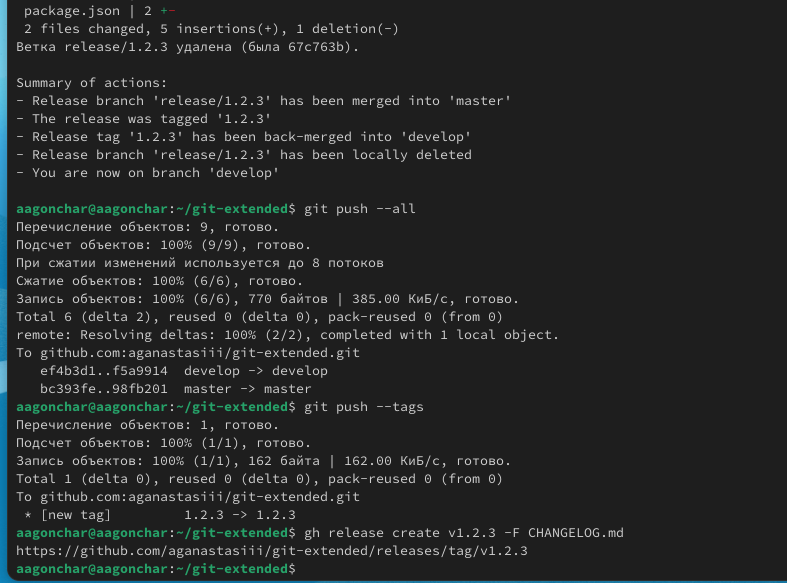 package.json | 2 +-
2 files changed, 5 insertions(+), 1 deletion(-)
Ветка release/1.2.3 удалена (была 67c763b).
Summary of actions:
- Release branch 'release/1.2.3' has been merged into 'master'
- The release was tagged '1.2.3'
- Release tag '1.2.3' has been back-merged into 'develop'
- Release branch 'release/1.2.3' has been locally deleted
- You are now on branch 'develop'
aagonchar@aagonchar:~/git-extended$ git push --all
Перечисление объектов: 9, готово.
Подсчет объектов: 100% (9/9), готово.
При сжатии изменений используется до 8 потоков
Сжатие объектов: 100% (6/6), готово.
Запись объектов: 100% (6/6), 770 байтов | 385.00 КиБ/с, готово.
Total 6 (delta 2), reused 0 (delta 0), pack-reused 0 (from 0)
remote: Resolving deltas: 100% (2/2), completed with 1 local object.
To github.com:aganastasiii/git-extended.git
ef4b3d1..f5a9914  develop -> develop
bc393fe..98fb201  master -> master
aagonchar@aagonchar:~/git-extended$ git push --tags
Перечисление объектов: 1, готово.
Подсчет объектов: 100% (1/1), готово.
Запись объектов: 100% (1/1), 162 байта | 162.00 КиБ/с, готово.
Total 1 (delta 0), reused 0 (delta 0), pack-reused 0 (from 0)
To github.com:aganastasiii/git-extended.git
* [new tag]         1.2.3 -> 1.2.3
aagonchar@aagonchar:~/git-extended$ gh release create v1.2.3 -F CHANGELOG.md
https://github.com/aganastasiii/git-extended/releases/tag/v1.2.3
aagonchar@aagonchar:~/git-extended$